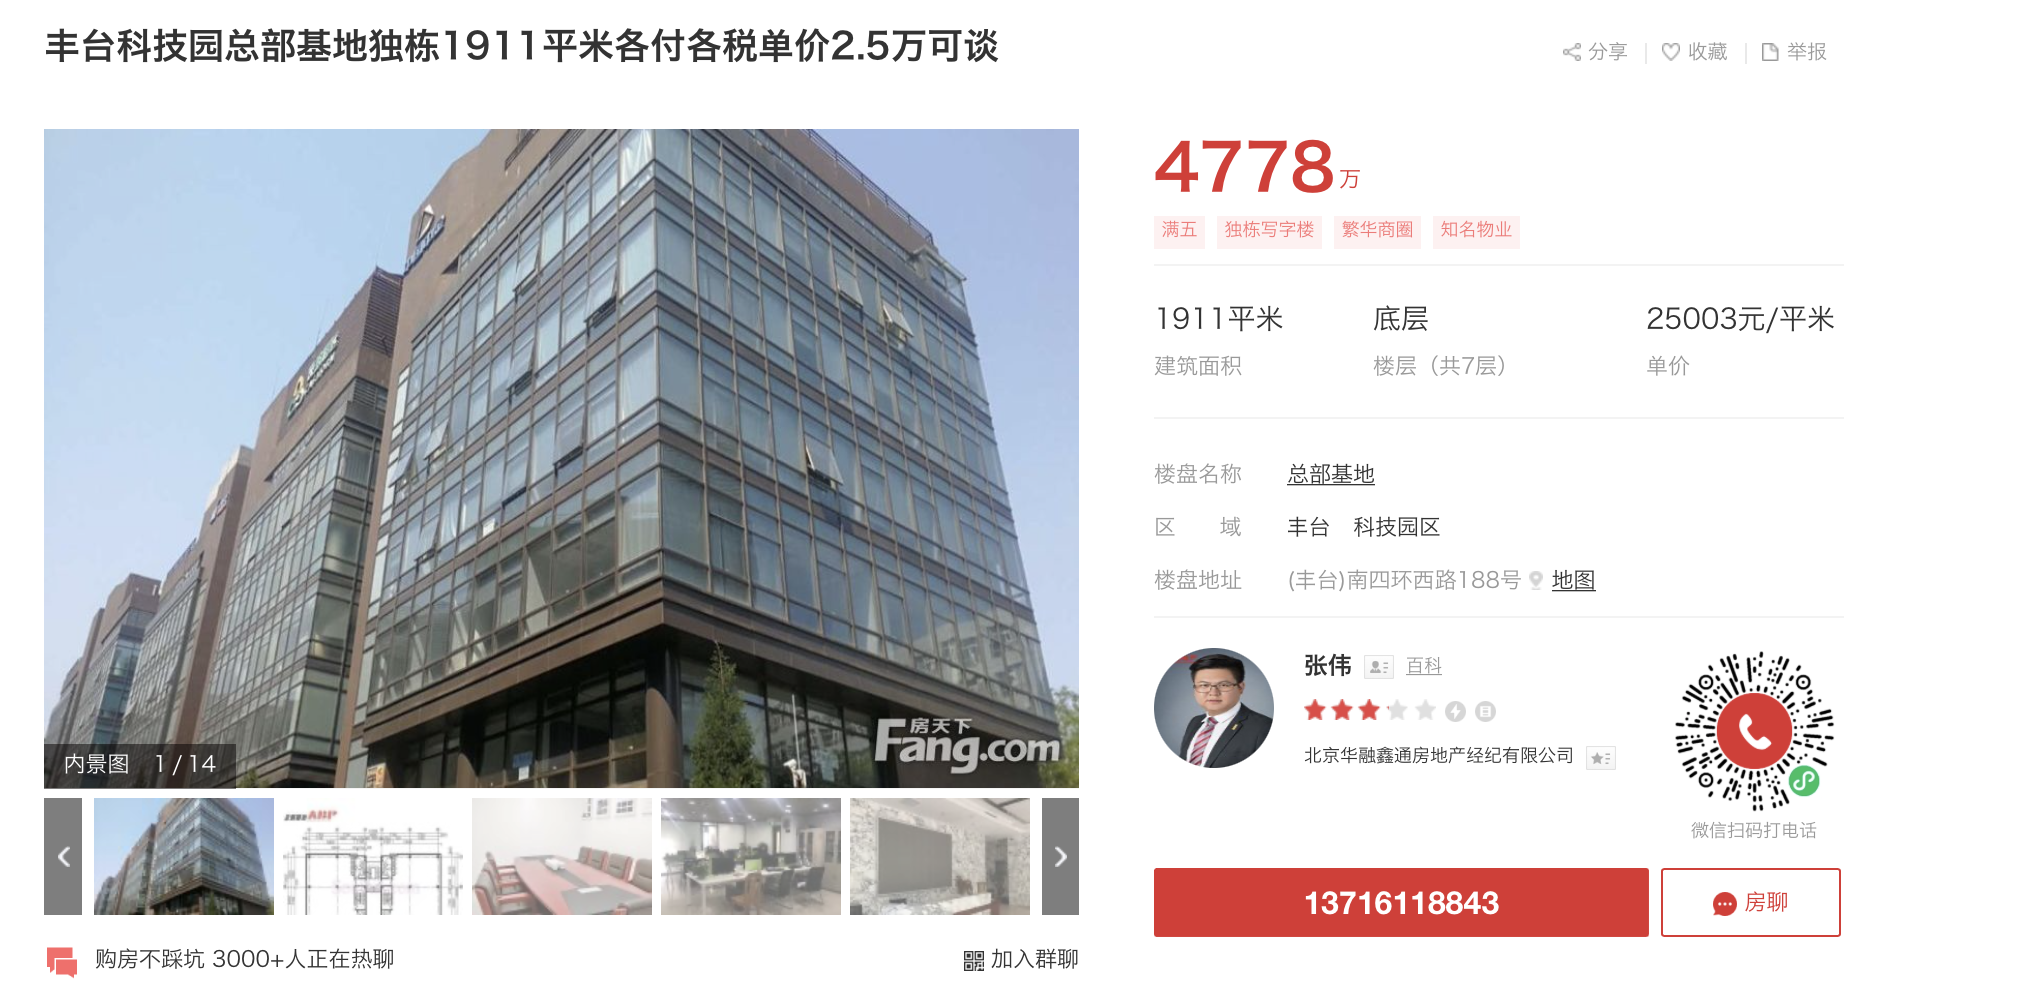 丰台科技园总部基地独栋1911平米各付各税单价2.5万可谈
分享
收藏
举报
4778万
满五
独栋写字楼
繁华商圈
知名物业
1911平米
底层
25003元/平米
建筑面积
楼层（共7层）
单价
楼盘名称
总部基地
区 域
丰台 科技园区
楼盘地址
(丰台)南四环西路188号
地图
张伟
百科
北京华融鑫通房地产经纪有限公司
微信扫码打电话
13716118843
房聊
房天下
Fang.com
内景图 1 / 14
购房不踩坑 3000+人正在热聊
加入群聊